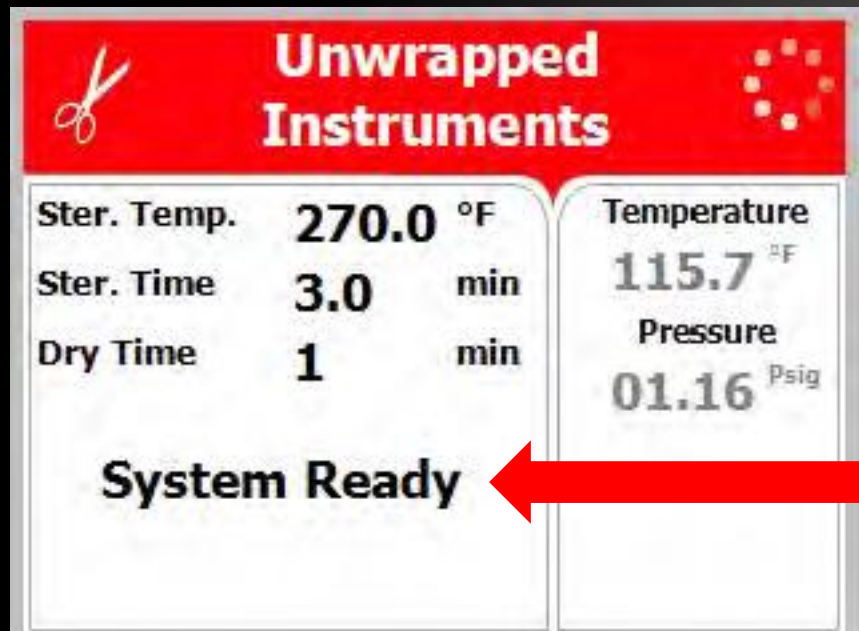 Unwrapped
Instruments
Ster. Temp. 270.0 °F
Ster. Time 3.0 min
Dry Time 1 min
System Ready
Temperature
115.7 °F
Pressure
01.16 Psig